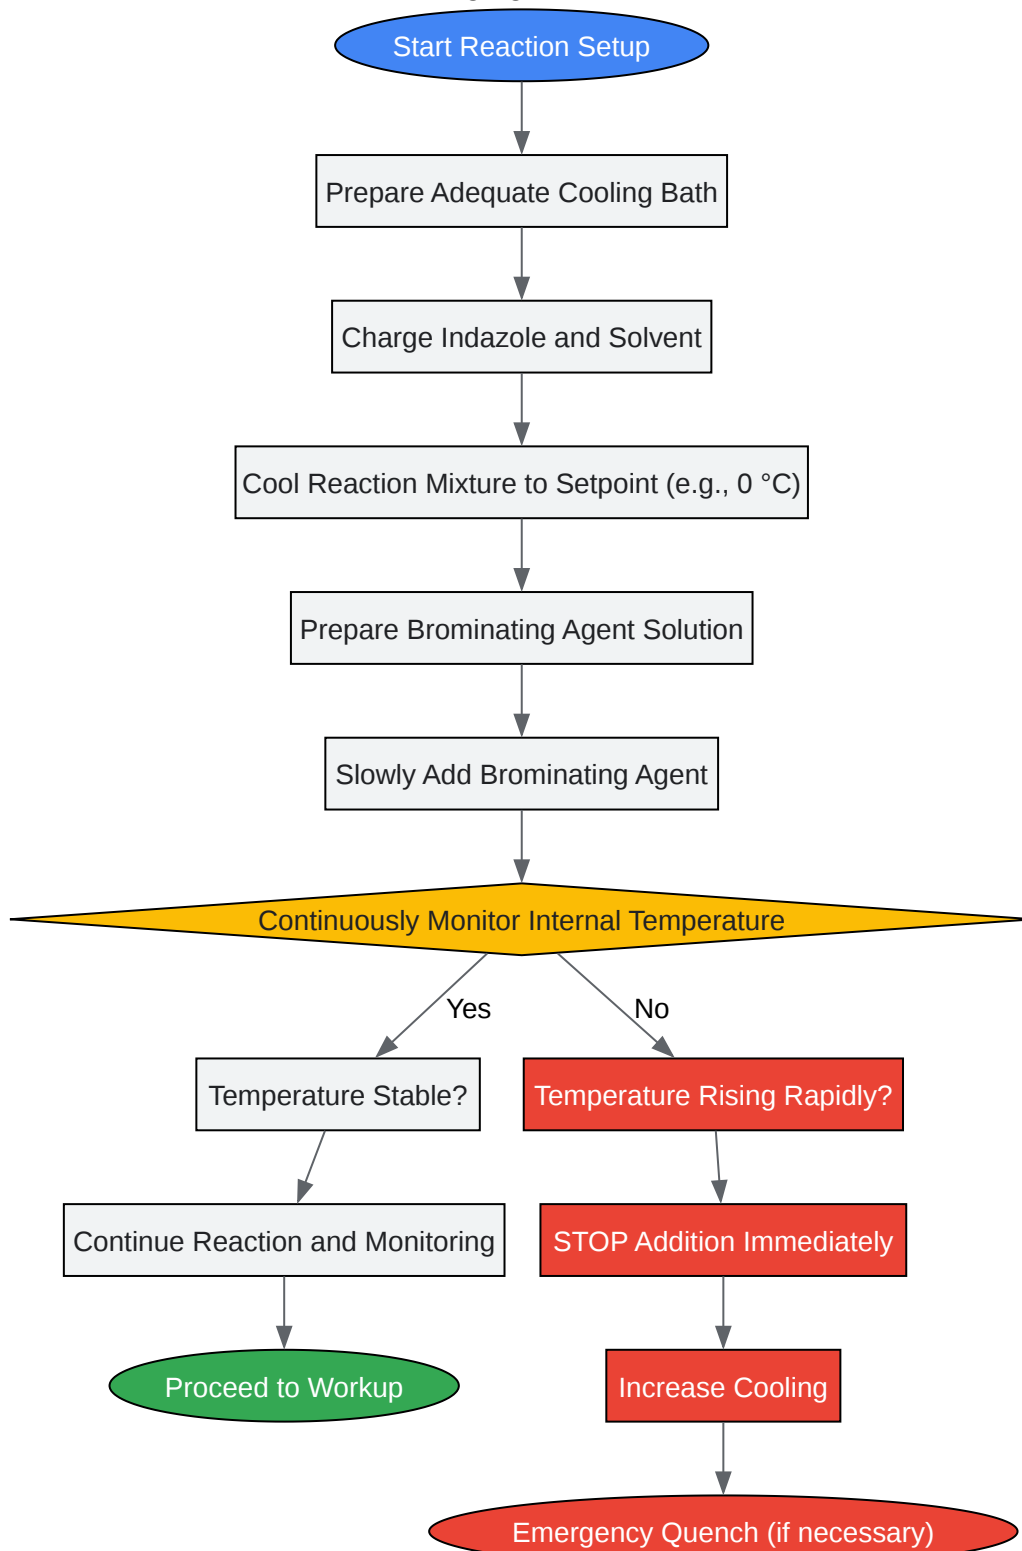 Start Reaction Setup
Prepare Adequate Cooling Bath
Charge Indazole and Solvent
Cool Reaction Mixture to Setpoint (e.g., 0 °C)
Prepare Brominating Agent Solution
Slowly Add Brominating Agent
Continuously Monitor Internal Temperature
Yes
No
Temperature Stable?
Temperature Rising Rapidly?
Continue Reaction and Monitoring
STOP Addition Immediately
Proceed to Workup
Increase Cooling
Emergency Quench (if necessary)